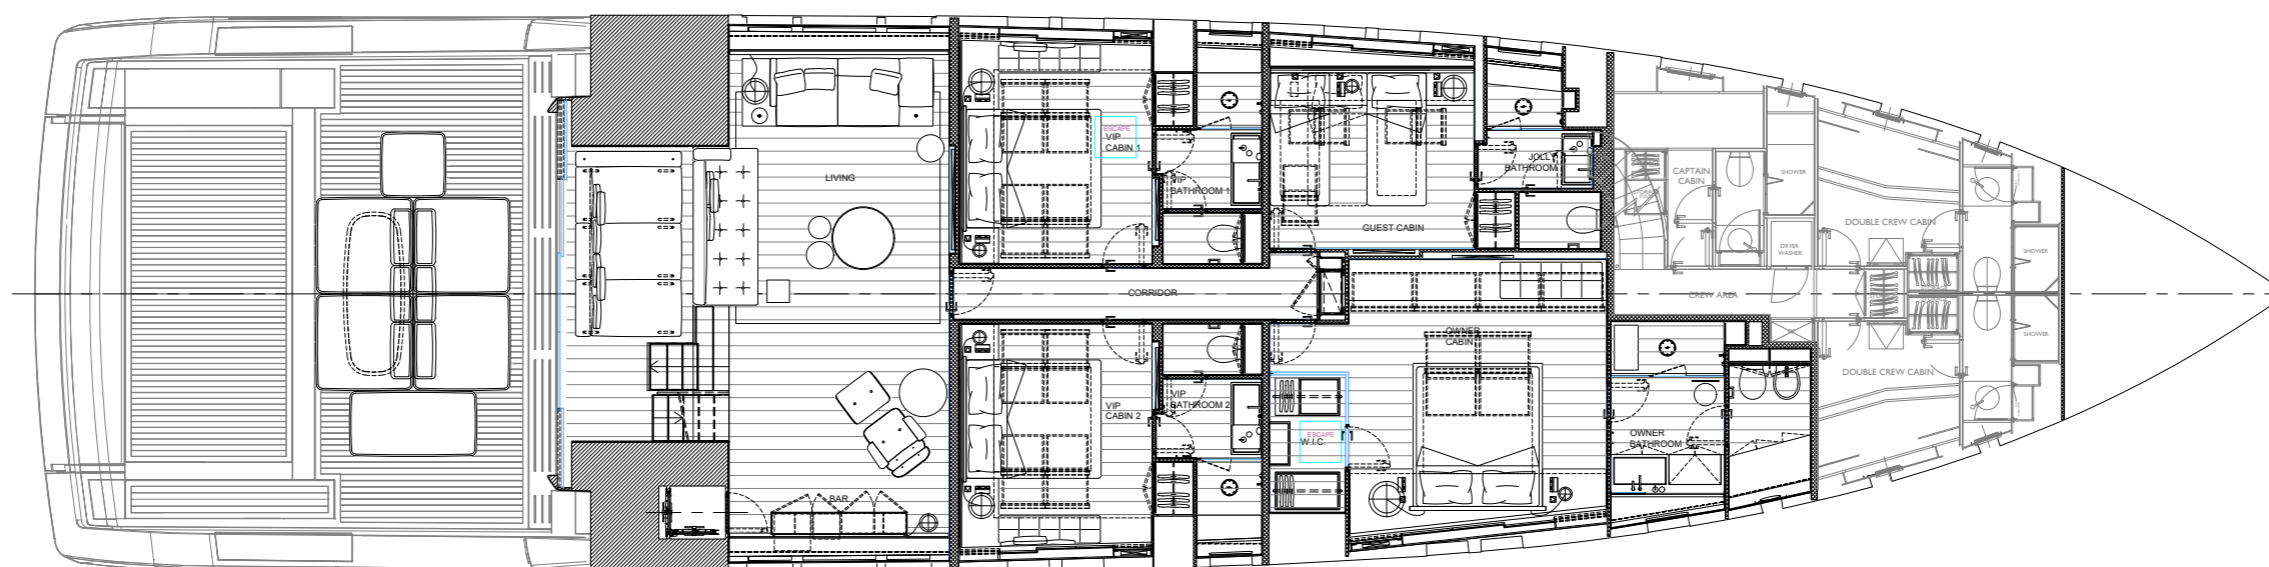 LIVING
BAR
ESCAPE
VIP
CABIN 1
VIP
BATHROOM 1
CORRIDOR
VIP
CABIN 2
VIP
BATHROOM 2
GUEST CABIN
JOLLY
BATHROOM
OWNER
CABIN
ESCAPE
W.I.C.
OWNER
BATHROOM
CAPTAIN
CABIN
SHOWER
DRYER
WASHER
CREW AREA
DOUBLE CREW CABIN
DOUBLE CREW CABIN
SHOWER
SHOWER